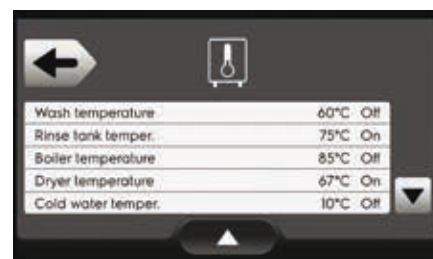 Wash temperature 60°C Off
Rinse tank temper. 75°C On
Boiler temperature 85°C Off
Dryer temperature 67°C On
Cold water temper. 10°C Off